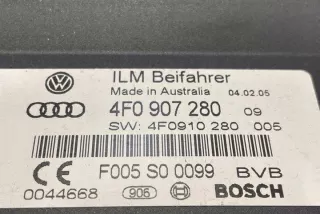 ILM Beifahrer
Made in Australia 04.02.05
4F0 907 280 09
SW: 4F0910 280 005
F005 S0 0099 BVB
0044668 906 BOSCH